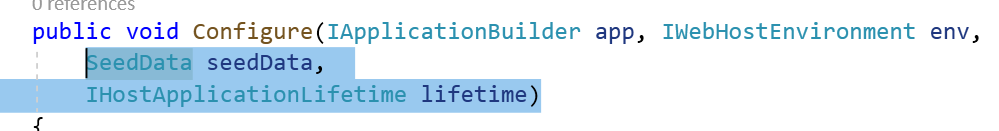 0 references
public void Configure(IApplicationBuilder app, IWebHostEnvironment env,
SeedData seedData,
IHostApplicationLifetime lifetime)
{